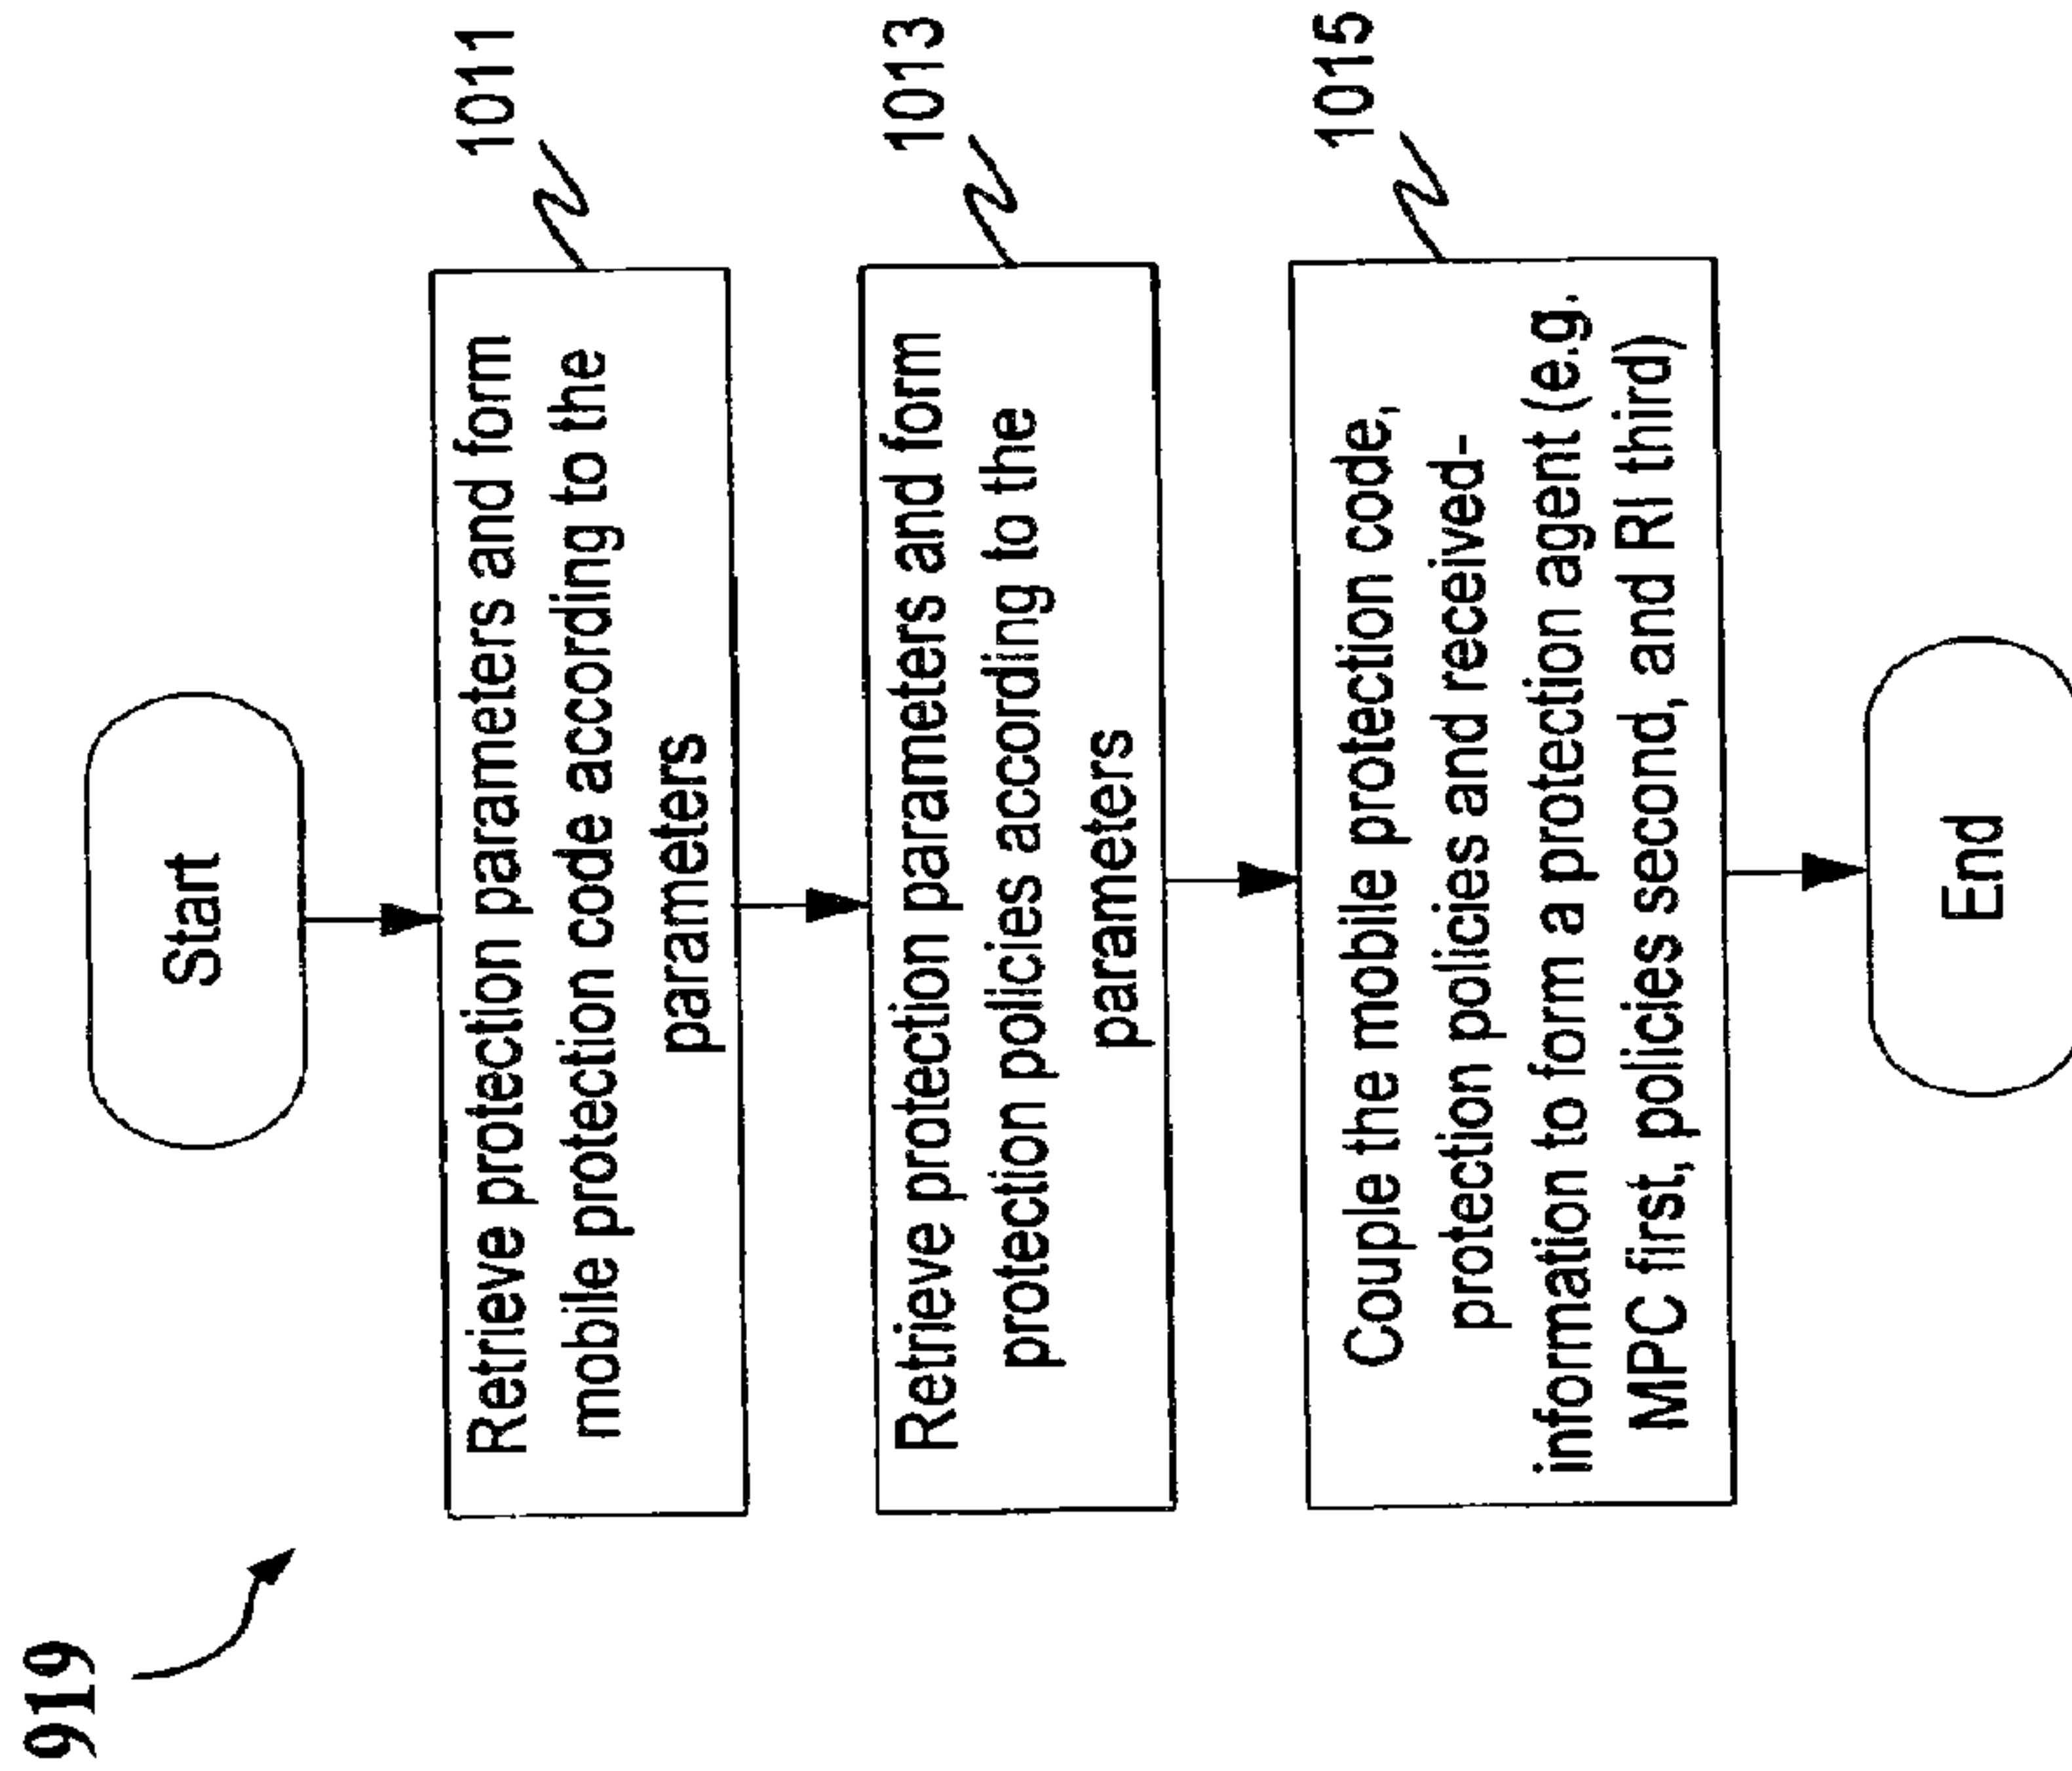 919
Start
Retrieve protection parameters and form
mobile protection code according to the
parameters
1011
Retrieve protection parameters and form
protection policies according to the
parameters
1013
Couple the mobile protection code,
protection policies and received-
information to form a protection agent (e.g.
MPC first, policies second, and RI third)
1015
End